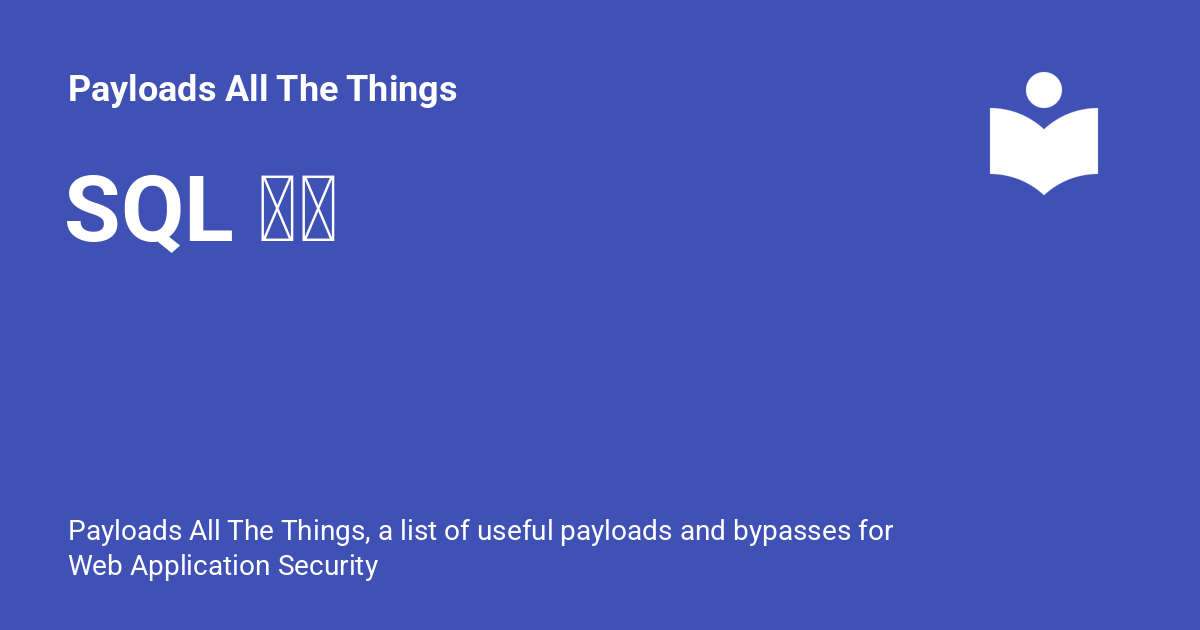 Payloads All The Things
SQL
Payloads All The Things, a list of useful payloads and bypasses for
Web Application Security